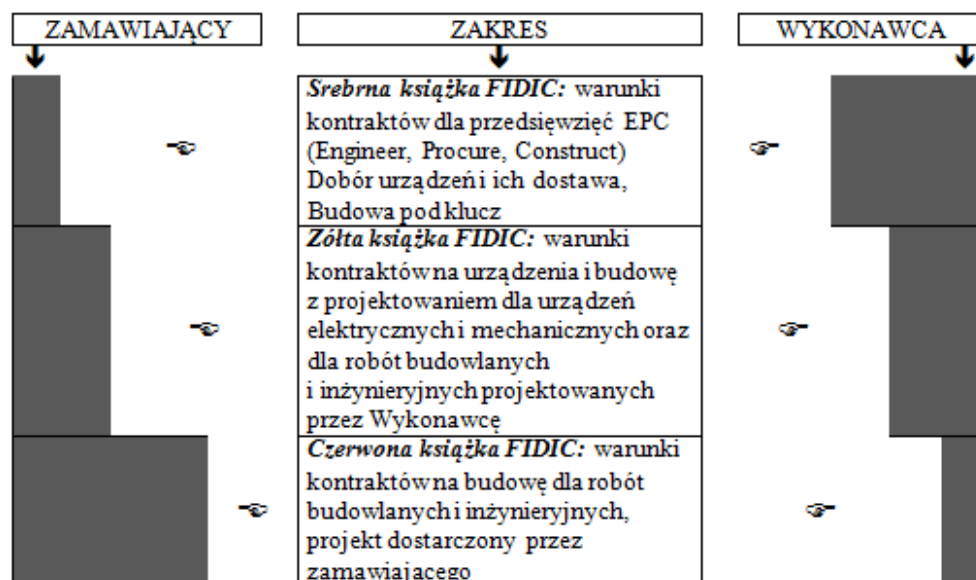 ZAMAWIAJĄCY
ZAKRES
WYKONAWCA
Srebrna książka FIDIC: warunki
kontraktów dla przedsięwzięć EPC
(Engineer, Procure, Construct)
Dobór urządzeń i ich dostawa,
Budowa pod klucz
Zółta książka FIDIC: warunki
kontraktów na urządzenia i budowę
z projektowaniem dla urządzeń
elektrycznych i mechanicznych oraz
dla robót budowlanych
i inżynieryjnych projektowanych
przez Wykonawcę
Czerwona książka FIDIC: warunki
kontraktów na budowę dla robót
budowlanych i inżynieryjnych,
projekt dostarczony przez
zamawiającego